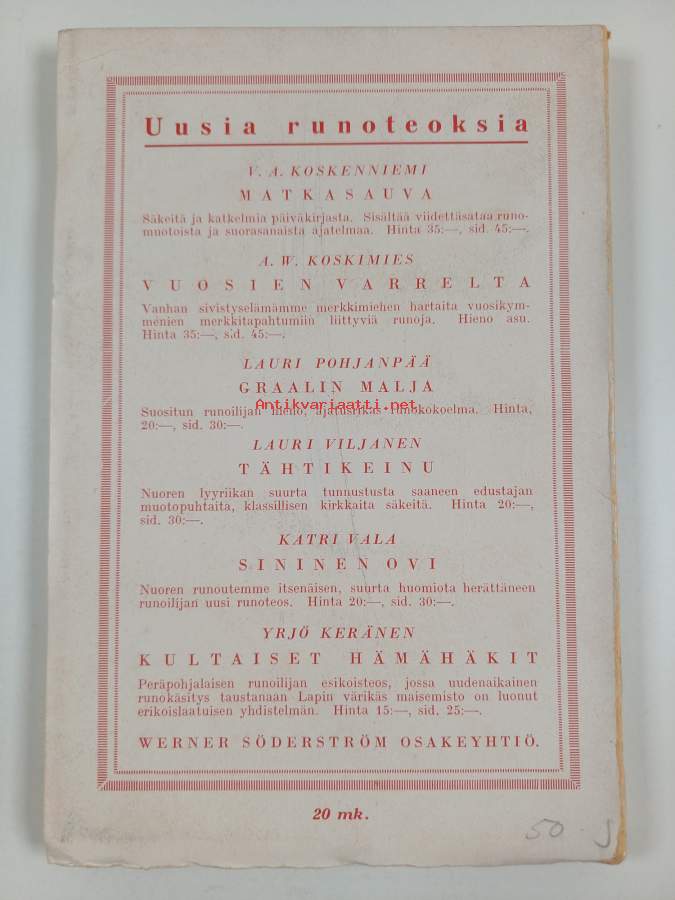 Uusia runoteoksia
V. A. KOSKENNIEMI
MATKASAUVA
Säkeitä ja katkelmia päiväkirjasta. Sisältää viidettäsataa runo-
muotoista ja suorasanaista ajatelmaa. Hinta 35:—, sid. 45:—.
A. W. KOSKIMIES
VUOSIEN VARRELTA
Vanhan sivistyselämämme merkkimiehen hartaita vuosikym-
menien merkkitapahtumiin liittyviä runoja. Hieno asu.
Hinta 35:—, sid. 45:—.
LAURI POHJANPÄÄ
GRAALIN MALJA
Antikvariaatti.net
Suositun runoilijan hieno, ajatusrikas runokokoelma. Hinta,
20:—, sid. 30:—.
LAURI VILJANEN
TÄHTIKEINU
Nuoren lyyriikan suurta tunnustusta saaneen edustajan
muotopuhtaita, klassillisen kirkkaita säkeitä. Hinta 20:—,
sid. 30:—.
KATRI VALA
SININEN OVI
Nuoren runoutemme itsenäisen, suurta huomiota herättäneen
runoilijan uusi runoteos. Hinta 20:—, sid. 30:—.
YRJÖ KERÄNEN
KULTAISET HÄMÄHÄKIT
Peräpohjalaisen runoilijan esikoisteos, jossa uudenaikainen
runokäsitys taustanaan Lapin värikäs maisemisto on luonut
erikoislaatuisen yhdistelmän. Hinta 15:—, sid. 25:—.
WERNER SÖDERSTRÖM OSAKEYHTIÖ.
20 mk.
50.-